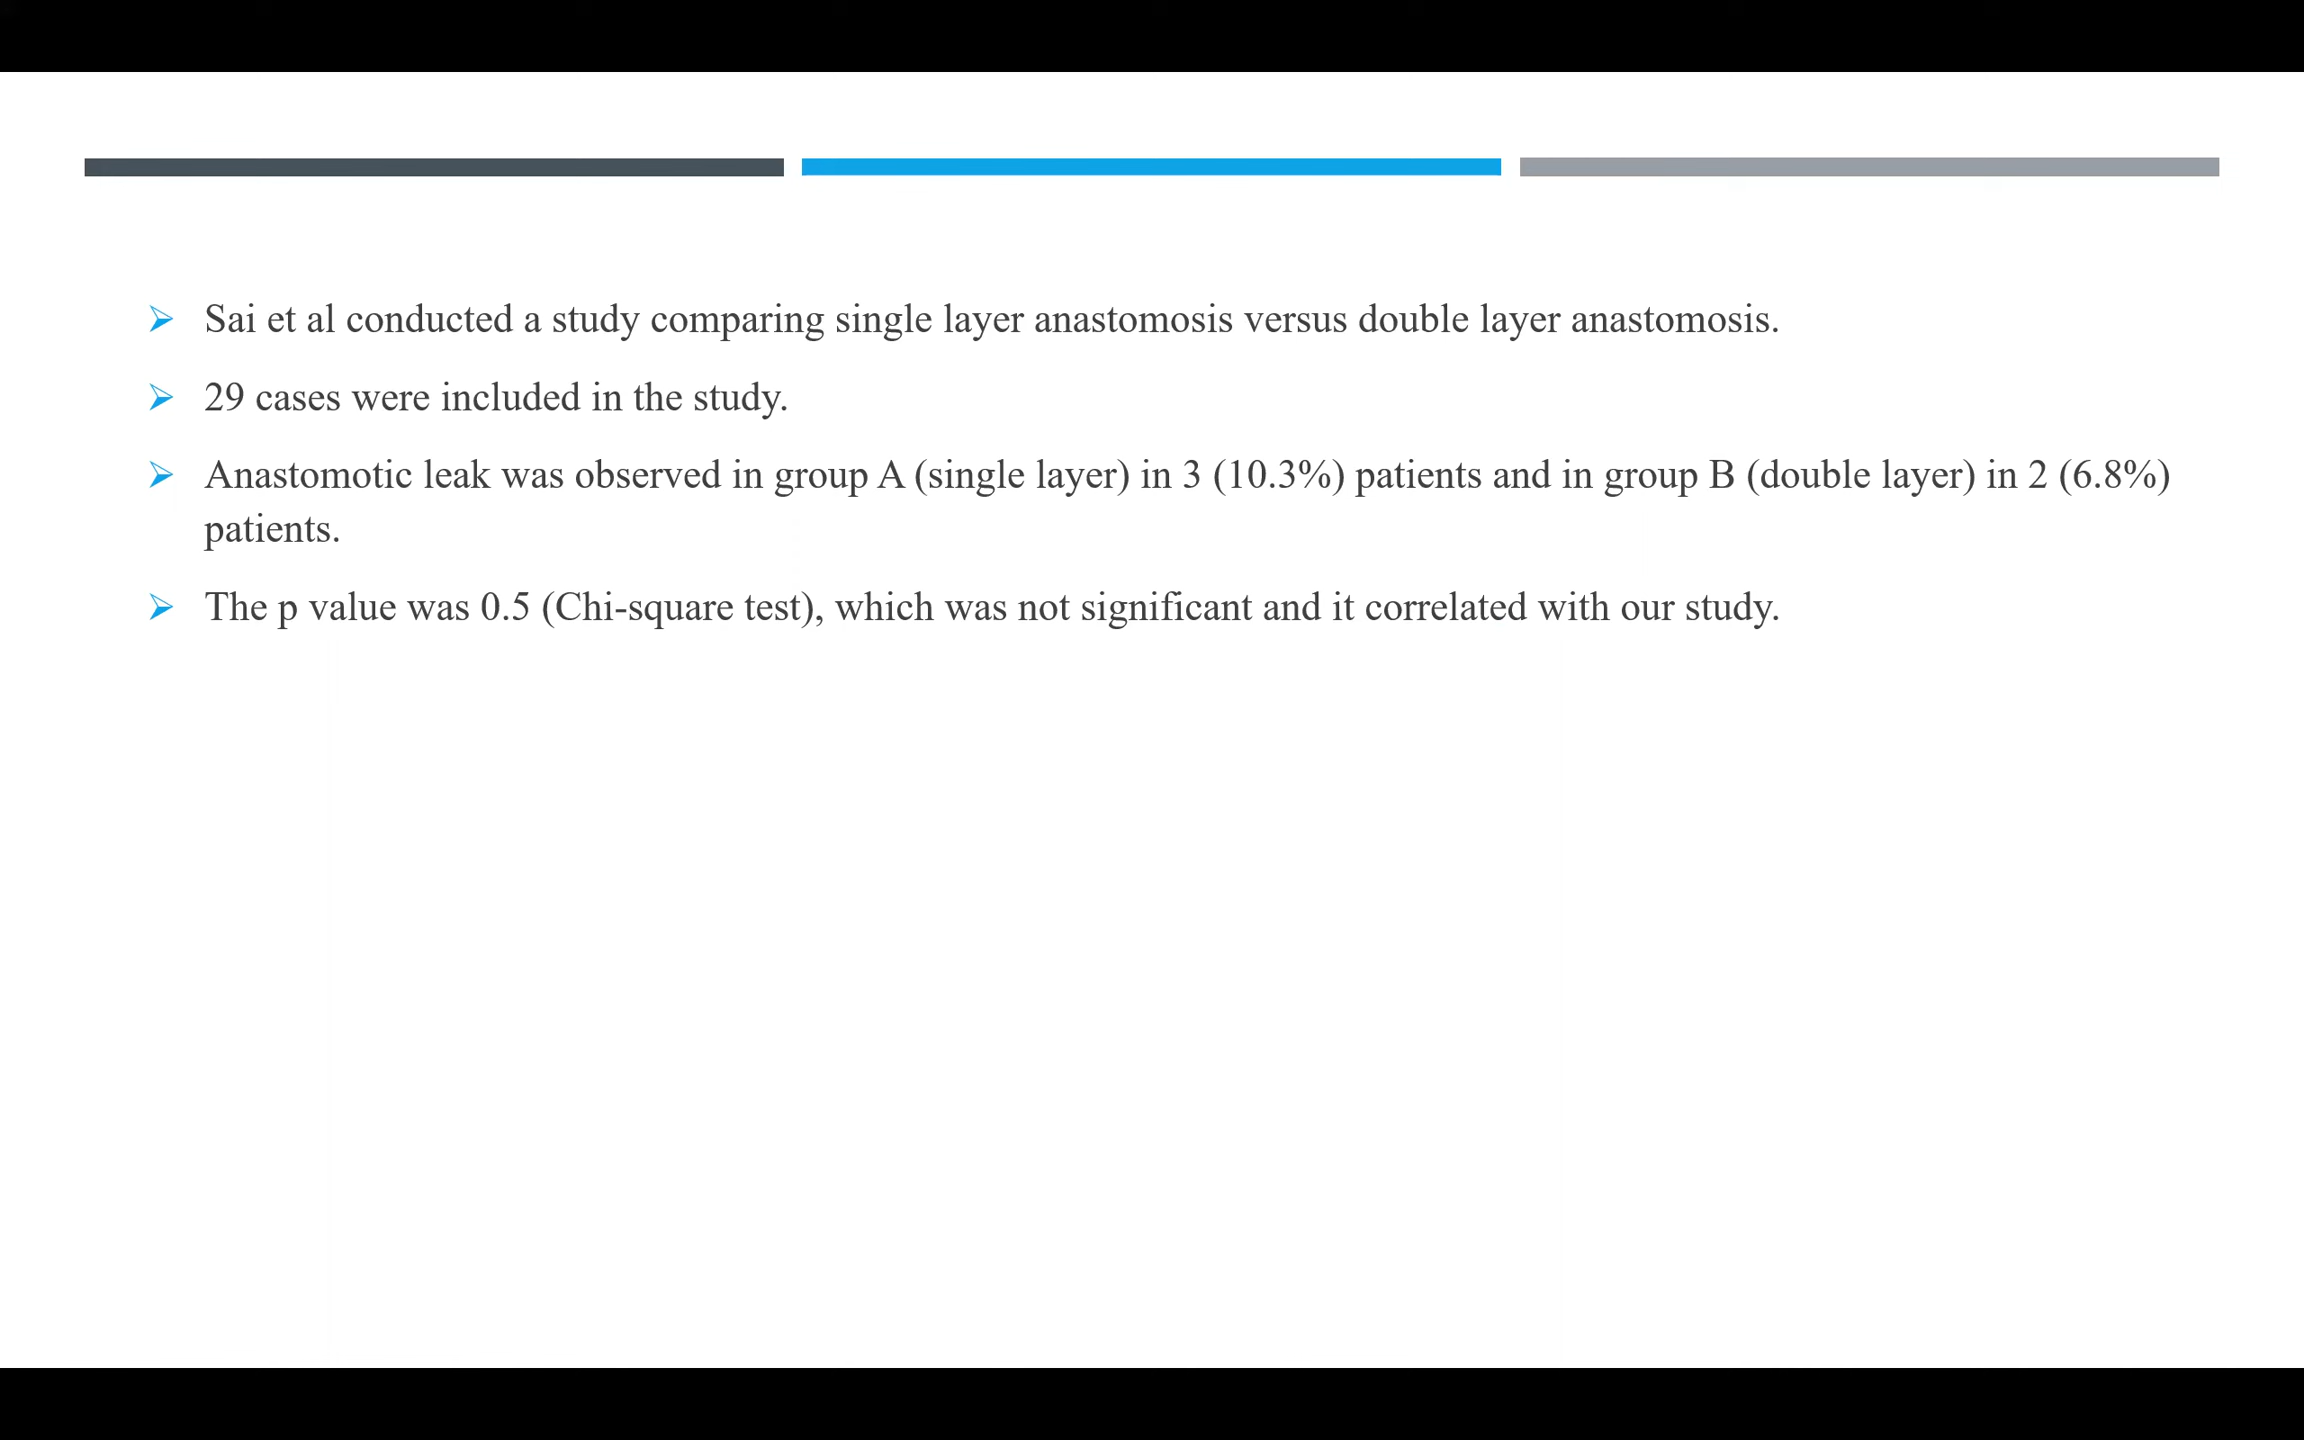 Sai et al conducted a study comparing single layer anastomosis versus double layer anastomosis.
29 cases were included in the study.
Anastomotic leak was observed in group A (single layer) in 3 (10.3%) patients and in group B (double layer) in 2 (6.8%)
patients.
The p value was 0.5 (Chi-square test), which was not significant and it correlated with our study.